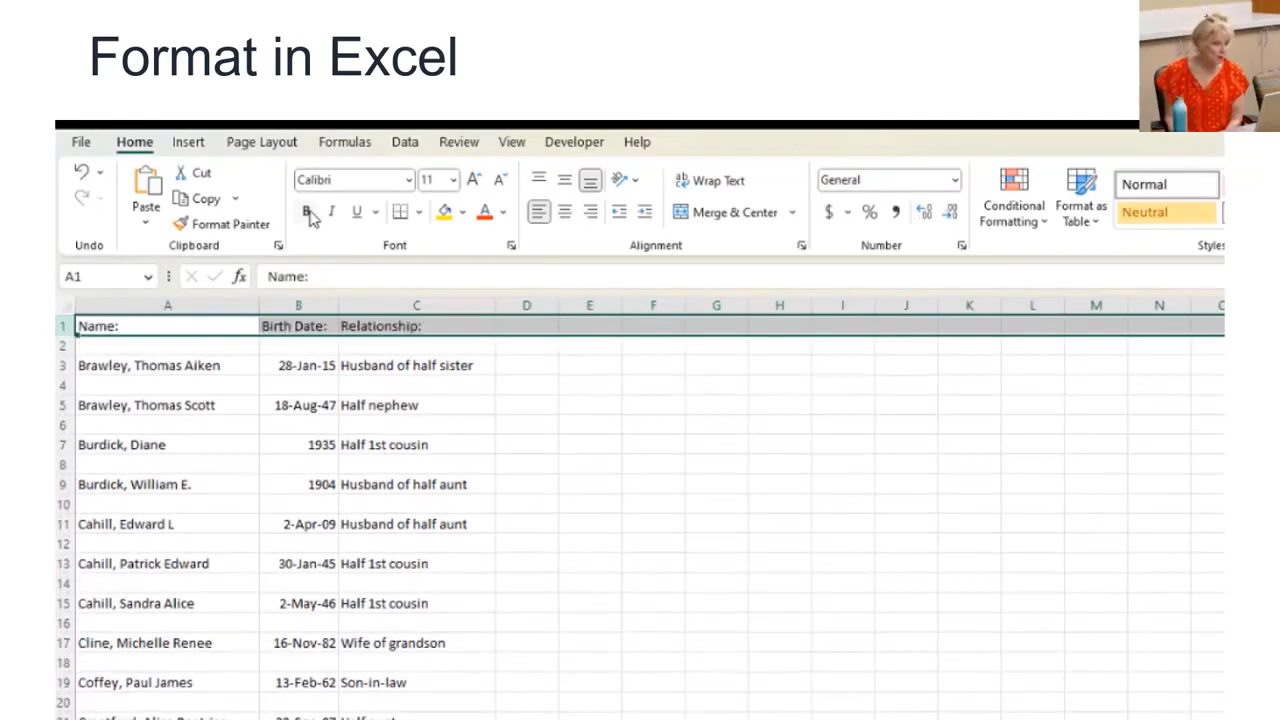 Format in Excel
File Home Insert Page Layout Formulas Data Review View Developer Help
Cut
Calibri 11 Wrap Text General Normal
Copy
Paste Conditional Format as
B I U Merge & Center $ % Neutral
Format Painter Formatting Table
Undo Clipboard Font Alignment Number Styles
A1 fx Name:
A B C D E F G H I J K L M N
1 Name: Birth Date: Relationship:
2
3 Brawley, Thomas Aiken 28-Jan-15 Husband of half sister
4
5 Brawley, Thomas Scott 18-Aug-47 Half nephew
6
7 Burdick, Diane 1935 Half 1st cousin
8
9 Burdick, William E. 1904 Husband of half aunt
10
11 Cahill, Edward L 2-Apr-09 Husband of half aunt
12
13 Cahill, Patrick Edward 30-Jan-45 Half 1st cousin
14
15 Cahill, Sandra Alice 2-May-46 Half 1st cousin
16
17 Cline, Michelle Renee 16-Nov-82 Wife of grandson
18
19 Coffey, Paul James 13-Feb-62 Son-in-law
20